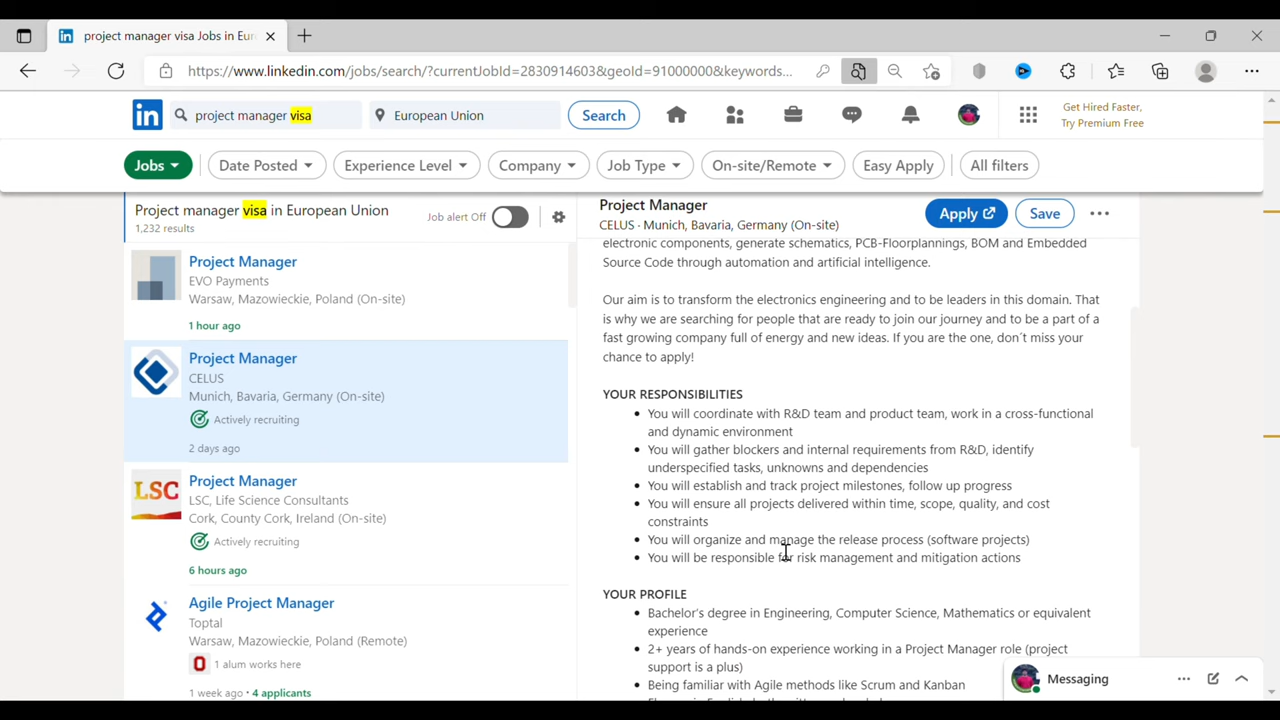 project manager visa Jobs in Eur
https://www.linkedin.com/jobs/search/?currentJobId=2830914603&geoId=91000000&keywords...
in
project manager visa
European Union
Search
Get Hired Faster,
Try Premium Free
Jobs
Date Posted
Experience Level
Company
Job Type
On-site/Remote
Easy Apply
All filters
Project manager visa in European Union
1,232 results
Job alert Off
Project Manager
EVO Payments
Warsaw, Mazowieckie, Poland (On-site)
1 hour ago
Project Manager
CELUS
Munich, Bavaria, Germany (On-site)
Actively recruiting
2 days ago
LSC
Project Manager
LSC, Life Science Consultants
Cork, County Cork, Ireland (On-site)
Actively recruiting
6 hours ago
Agile Project Manager
Toptal
Warsaw, Mazowieckie, Poland (Remote)
1 alum works here
1 week ago • 4 applicants
Project Manager
CELUS · Munich, Bavaria, Germany (On-site)
Apply
Save
electronic components, generate schematics, PCB-Floorplannings, BOM and Embedded
Source Code through automation and artificial intelligence.
Our aim is to transform the electronics engineering and to be leaders in this domain. That
is why we are searching for people that are ready to join our journey and to be a part of a
fast growing company full of energy and new ideas. If you are the one, don´t miss your
chance to apply!
YOUR RESPONSIBILITIES
• You will coordinate with R&D team and product team, work in a cross-functional
and dynamic environment
• You will gather blockers and internal requirements from R&D, identify
underspecified tasks, unknowns and dependencies
• You will establish and track project milestones, follow up progress
• You will ensure all projects delivered within time, scope, quality, and cost
constraints
• You will organize and manage the release process (software projects)
• You will be responsible for risk management and mitigation actions
YOUR PROFILE
• Bachelor's degree in Engineering, Computer Science, Mathematics or equivalent
experience
• 2+ years of hands-on experience working in a Project Manager role (project
support is a plus)
• Being familiar with Agile methods like Scrum and Kanban
Messaging